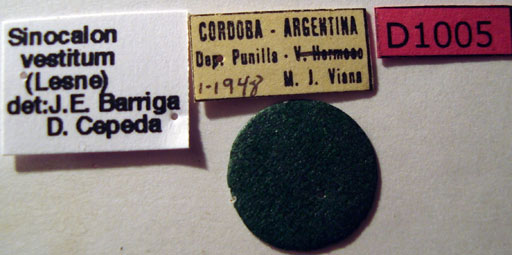 Sinocalon
vestitum
(Lesne)
det:J.E. Barriga
D. Cepeda
CORDOBA - ARGENTINA
Dep. Punilla - V. Hermoso
1-1948 M. J. Viana
D1005